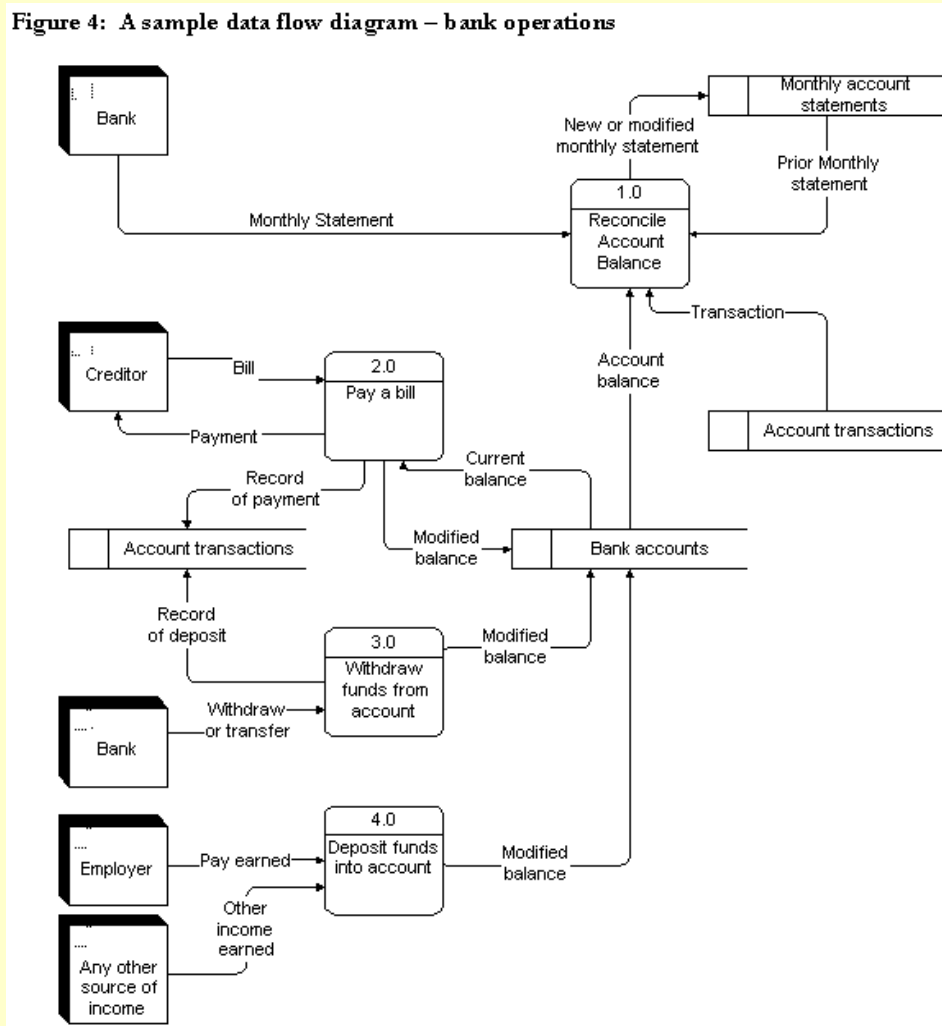 Figure 4: A sample data flow diagram – bank operations
Bank
Monthly account
statements
New or modified
monthly statement
Prior Monthly
statement
1.0
Reconcile
Account
Balance
Monthly Statement
Transaction
Creditor
Bill
2.0
Pay a bill
Account
balance
Payment
Account transactions
Current
balance
Record
of payment
Account transactions
Modified
balance
Bank accounts
Record
of deposit
3.0
Withdraw
funds from
account
Modified
balance
Bank
Withdraw
or transfer
4.0
Deposit funds
into account
Employer
Pay earned
Modified
balance
Other
income
earned
Any other
source of
income